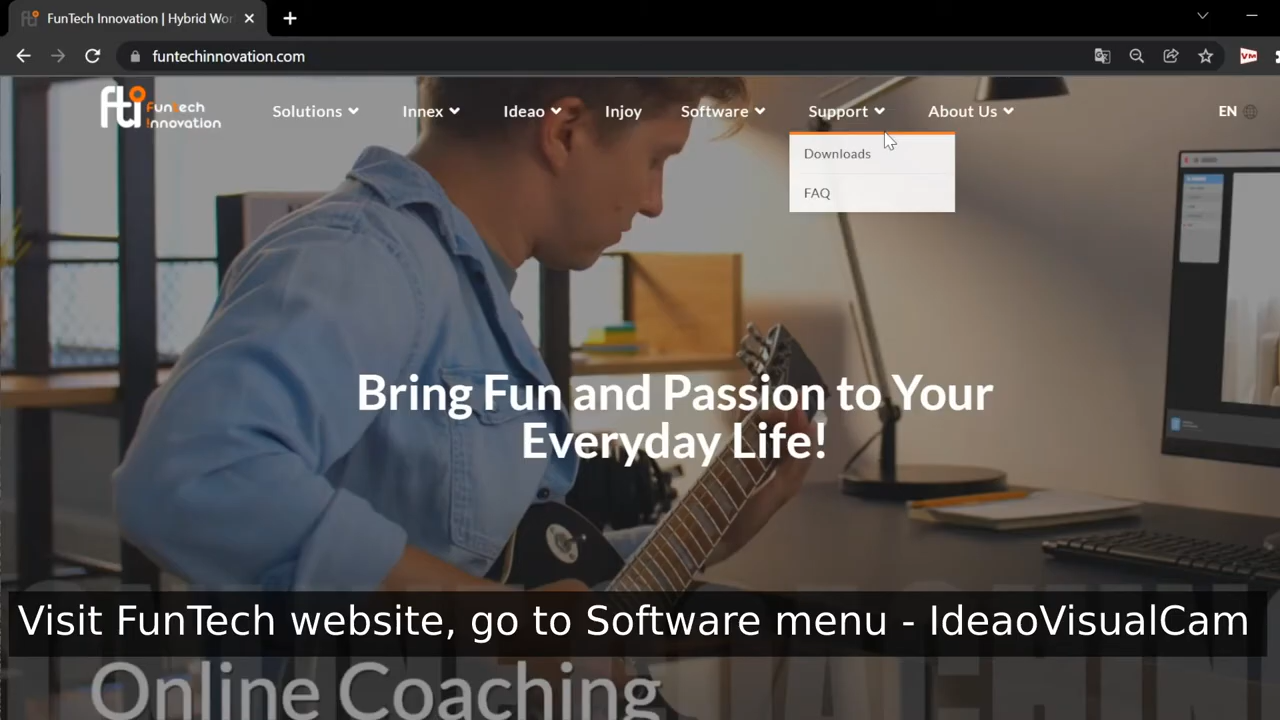 FunTech Innovation | Hybrid Wor
funtechinnovation.com
fti FunTech Innovation
Solutions
Innex
Ideao
Injoy
Software
Support
About Us
EN
Downloads
FAQ
Bring Fun and Passion to Your
Everyday Life!
Visit FunTech website, go to Software menu - IdeaoVisualCam
Online Coaching